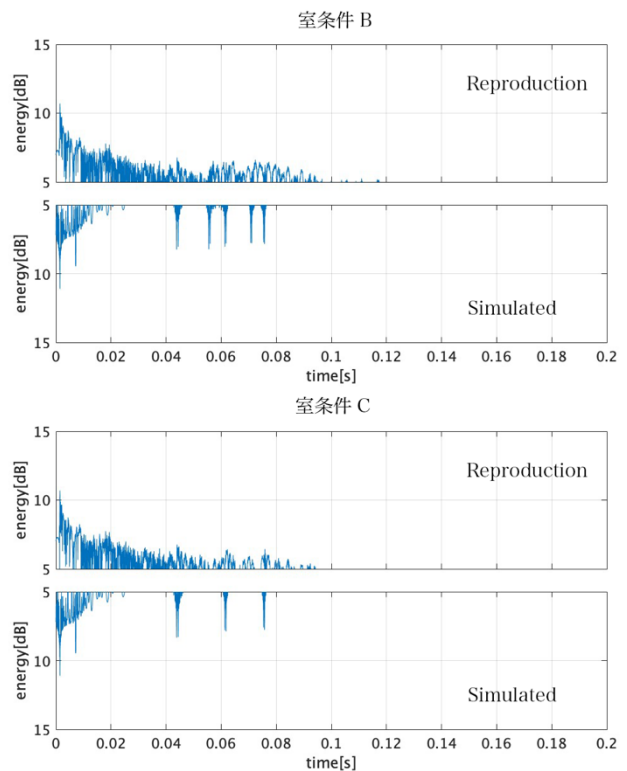 室条件 B
15
10
5
energy[dB]
Reproduction
5
10
15
energy[dB]
Simulated
0 0.02 0.04 0.06 0.08 0.1 0.12 0.14 0.16 0.18 0.2
time[s]
室条件 C
15
10
5
energy[dB]
Reproduction
5
10
15
energy[dB]
Simulated
0 0.02 0.04 0.06 0.08 0.1 0.12 0.14 0.16 0.18 0.2
time[s]